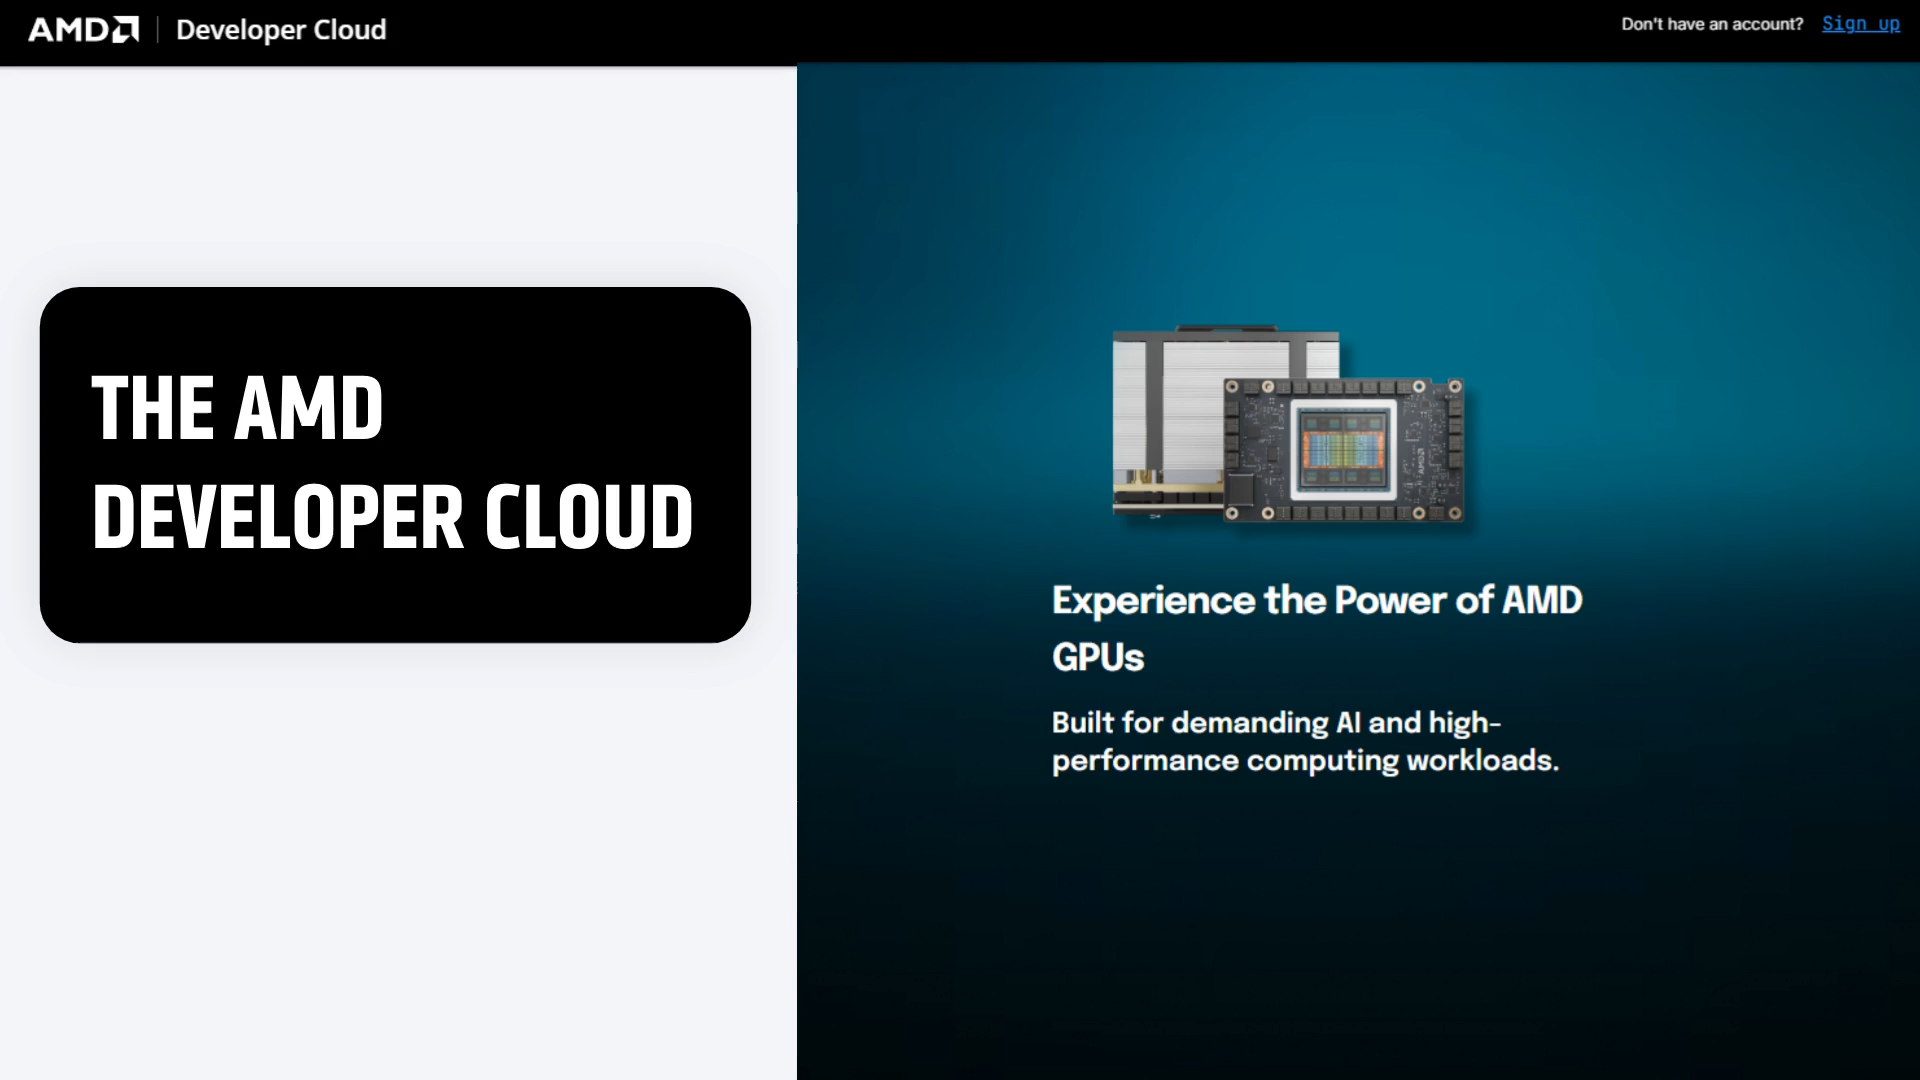 AMD Developer Cloud
Don't have an account? Sign up
THE AMD
DEVELOPER CLOUD
AMD
Experience the Power of AMD
GPUs
Built for demanding AI and high-
performance computing workloads.